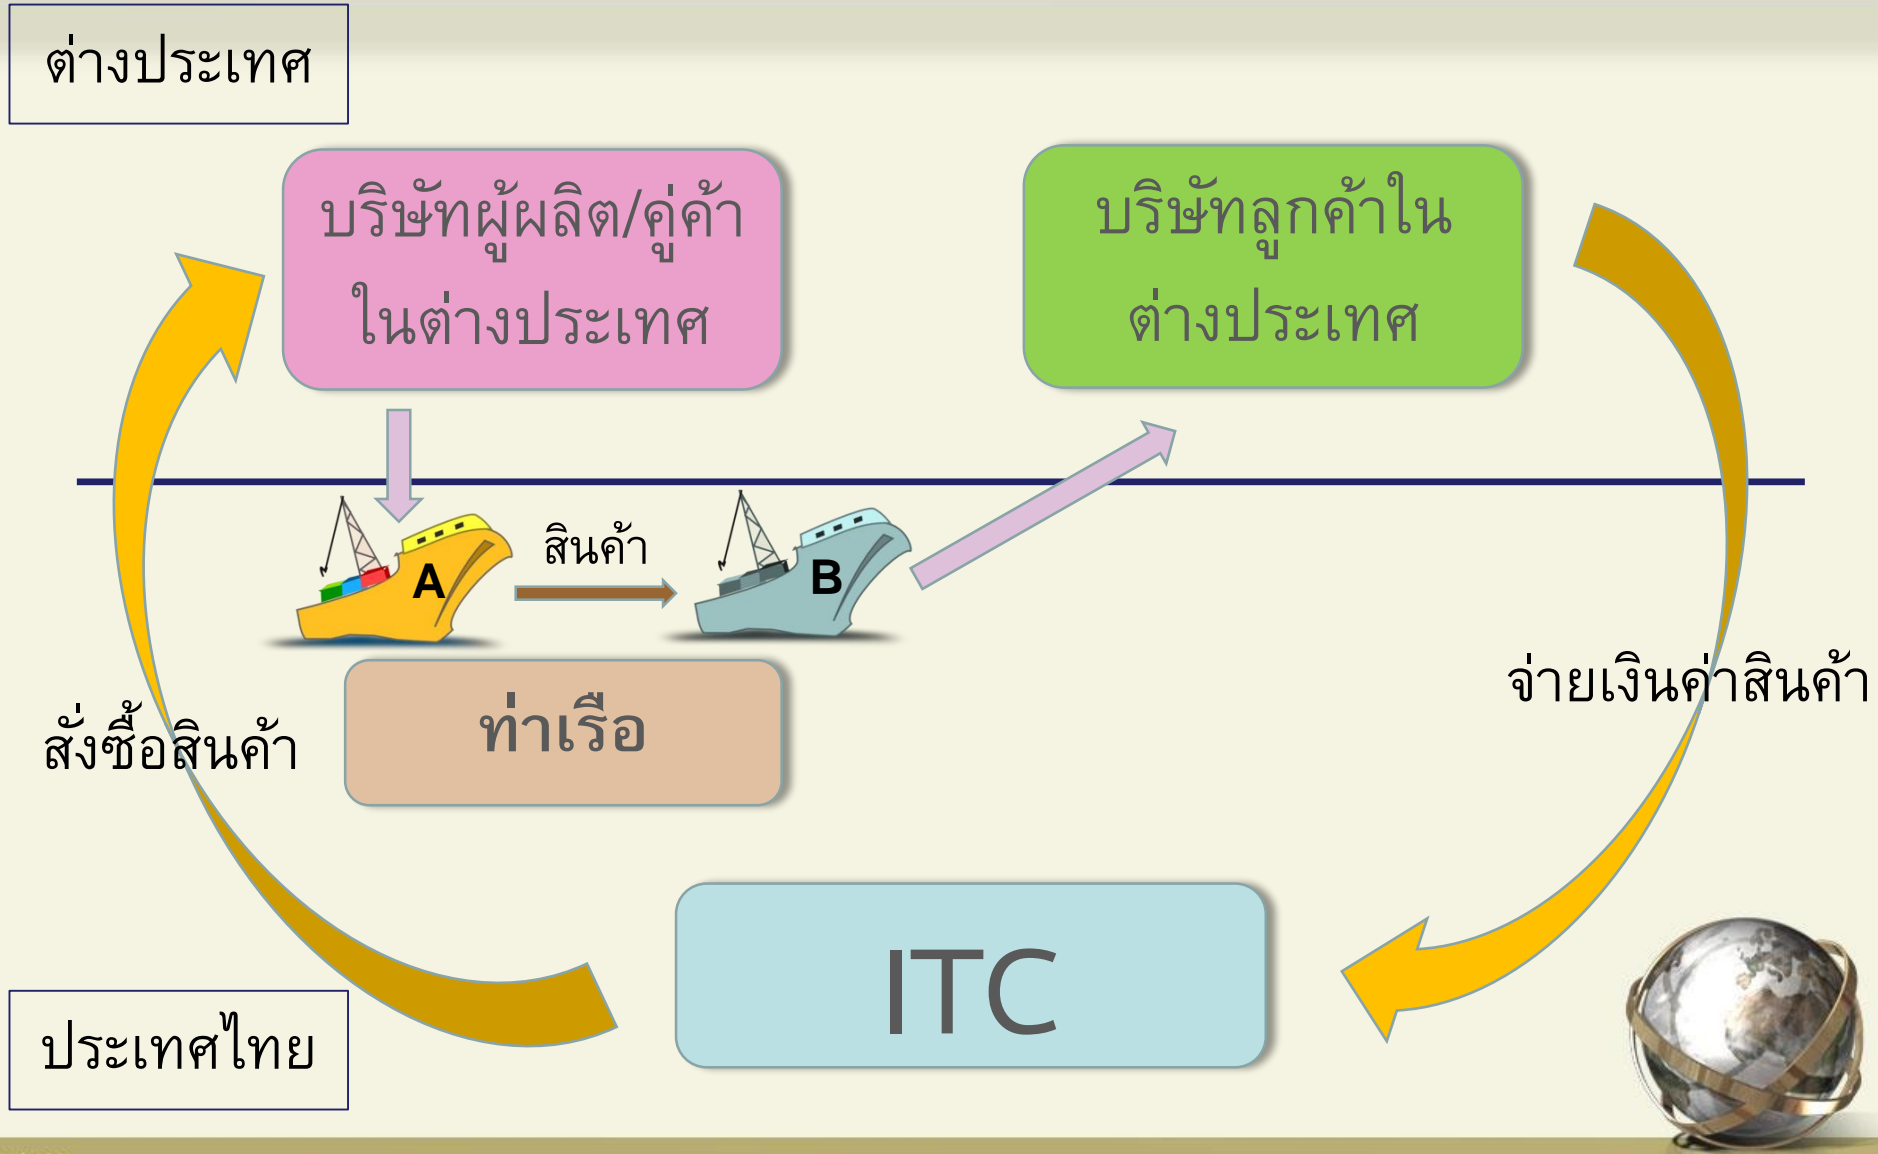 ต่างประเทศ
บริษัทผู้ผลิต/คู่ค้า
ในต่างประเทศ
บริษัทลูกค้าใน
ต่างประเทศ
สินค้า
A
B
ท่าเรือ
สั่งซื้อสินค้า
จ่ายเงินค่าสินค้า
ITC
ประเทศไทย